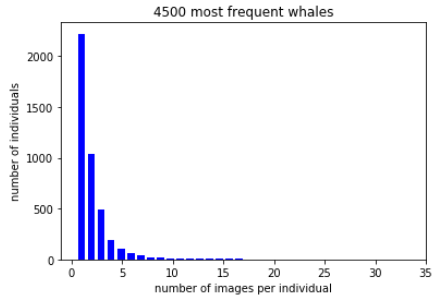 4500 most frequent whales
number of individuals
2000
1500
1000
500
0
0 5 10 15 20 25 30 35
number of images per individual